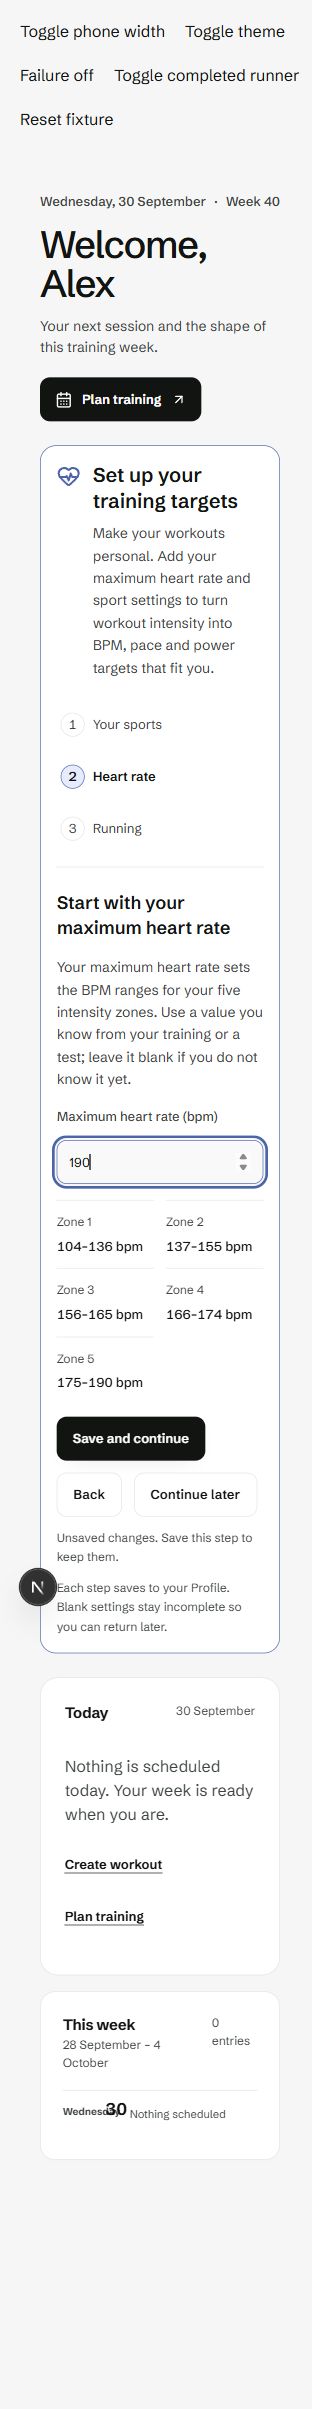 Toggle phone width Toggle theme
Failure off Toggle completed runner
Reset fixture
Wednesday, 30 September · Week 40
Welcome,
Alex
Your next session and the shape of
this training week.
Plan training
Set up your
training targets
Make your workouts
personal. Add your
maximum heart rate and
sport settings to turn
workout intensity into
BPM, pace and power
targets that fit you.
1 Your sports
2 Heart rate
3 Running
Start with your
maximum heart rate
Your maximum heart rate sets
the BPM ranges for your five
intensity zones. Use a value you
know from your training or a
test; leave it blank if you do not
know it yet.
Maximum heart rate (bpm)
190
Zone 1 Zone 2
104–136 bpm 137–155 bpm
Zone 3 Zone 4
156–165 bpm 166–174 bpm
Zone 5
175–190 bpm
Save and continue
Back Continue later
Unsaved changes. Save this step to
keep them.
N
Each step saves to your Profile.
Blank settings stay incomplete so
you can return later.
Today 30 September
Nothing is scheduled
today. Your week is ready
when you are.
Create workout
Plan training
This week 0
entries
28 September – 4
October
Wednesday 30 Nothing scheduled